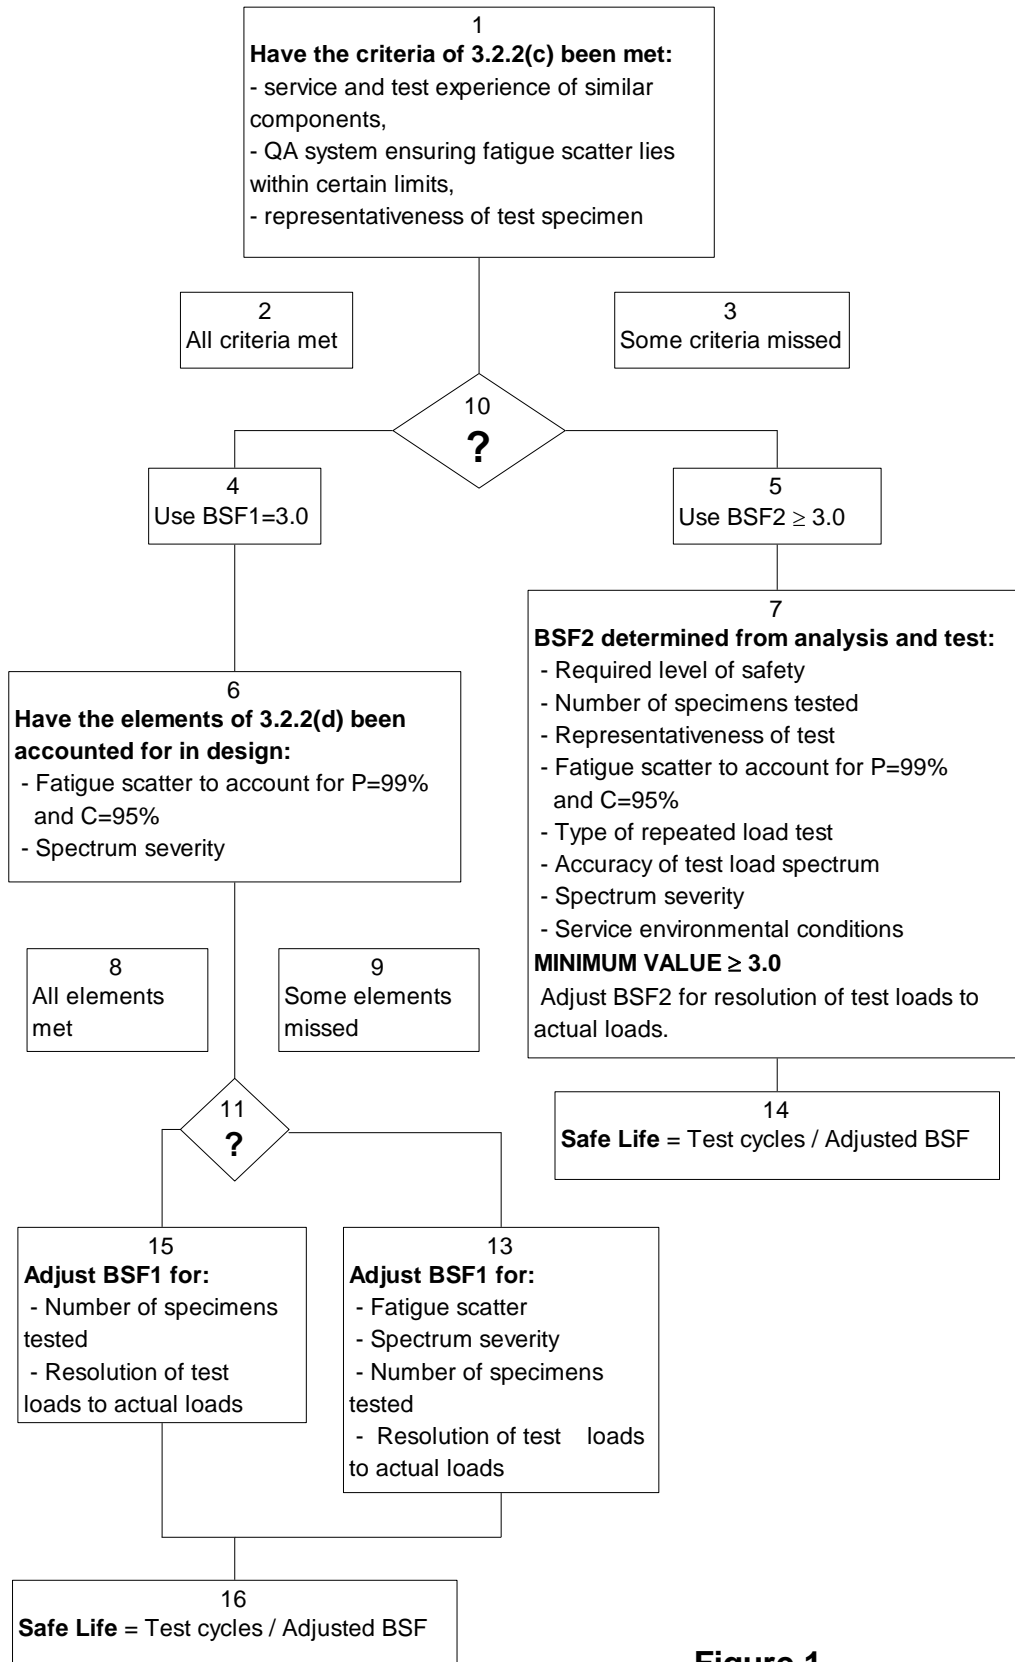 1
Have the criteria of 3.2.2(c) been met:
- service and test experience of similar
components,
- QA system ensuring fatigue scatter lies
within certain limits,
- representativeness of test specimen
2
All criteria met
3
Some criteria missed
10
?
4
Use BSF1=3.0
5
Use BSF2 ≥ 3.0
6
Have the elements of 3.2.2(d) been
accounted for in design:
- Fatigue scatter to account for P=99%
and C=95%
- Spectrum severity
7
BSF2 determined from analysis and test:
- Required level of safety
- Number of specimens tested
- Representativeness of test
- Fatigue scatter to account for P=99%
and C=95%
- Type of repeated load test
- Accuracy of test load spectrum
- Spectrum severity
- Service environmental conditions
MINIMUM VALUE ≥ 3.0
Adjust BSF2 for resolution of test loads to
actual loads.
8
All elements
met
9
Some elements
missed
11
?
14
Safe Life = Test cycles / Adjusted BSF
15
Adjust BSF1 for:
- Number of specimens
tested
- Resolution of test
loads to actual loads
13
Adjust BSF1 for:
- Fatigue scatter
- Spectrum severity
- Number of specimens
tested
- Resolution of test loads
to actual loads
16
Safe Life = Test cycles / Adjusted BSF
Figure 1